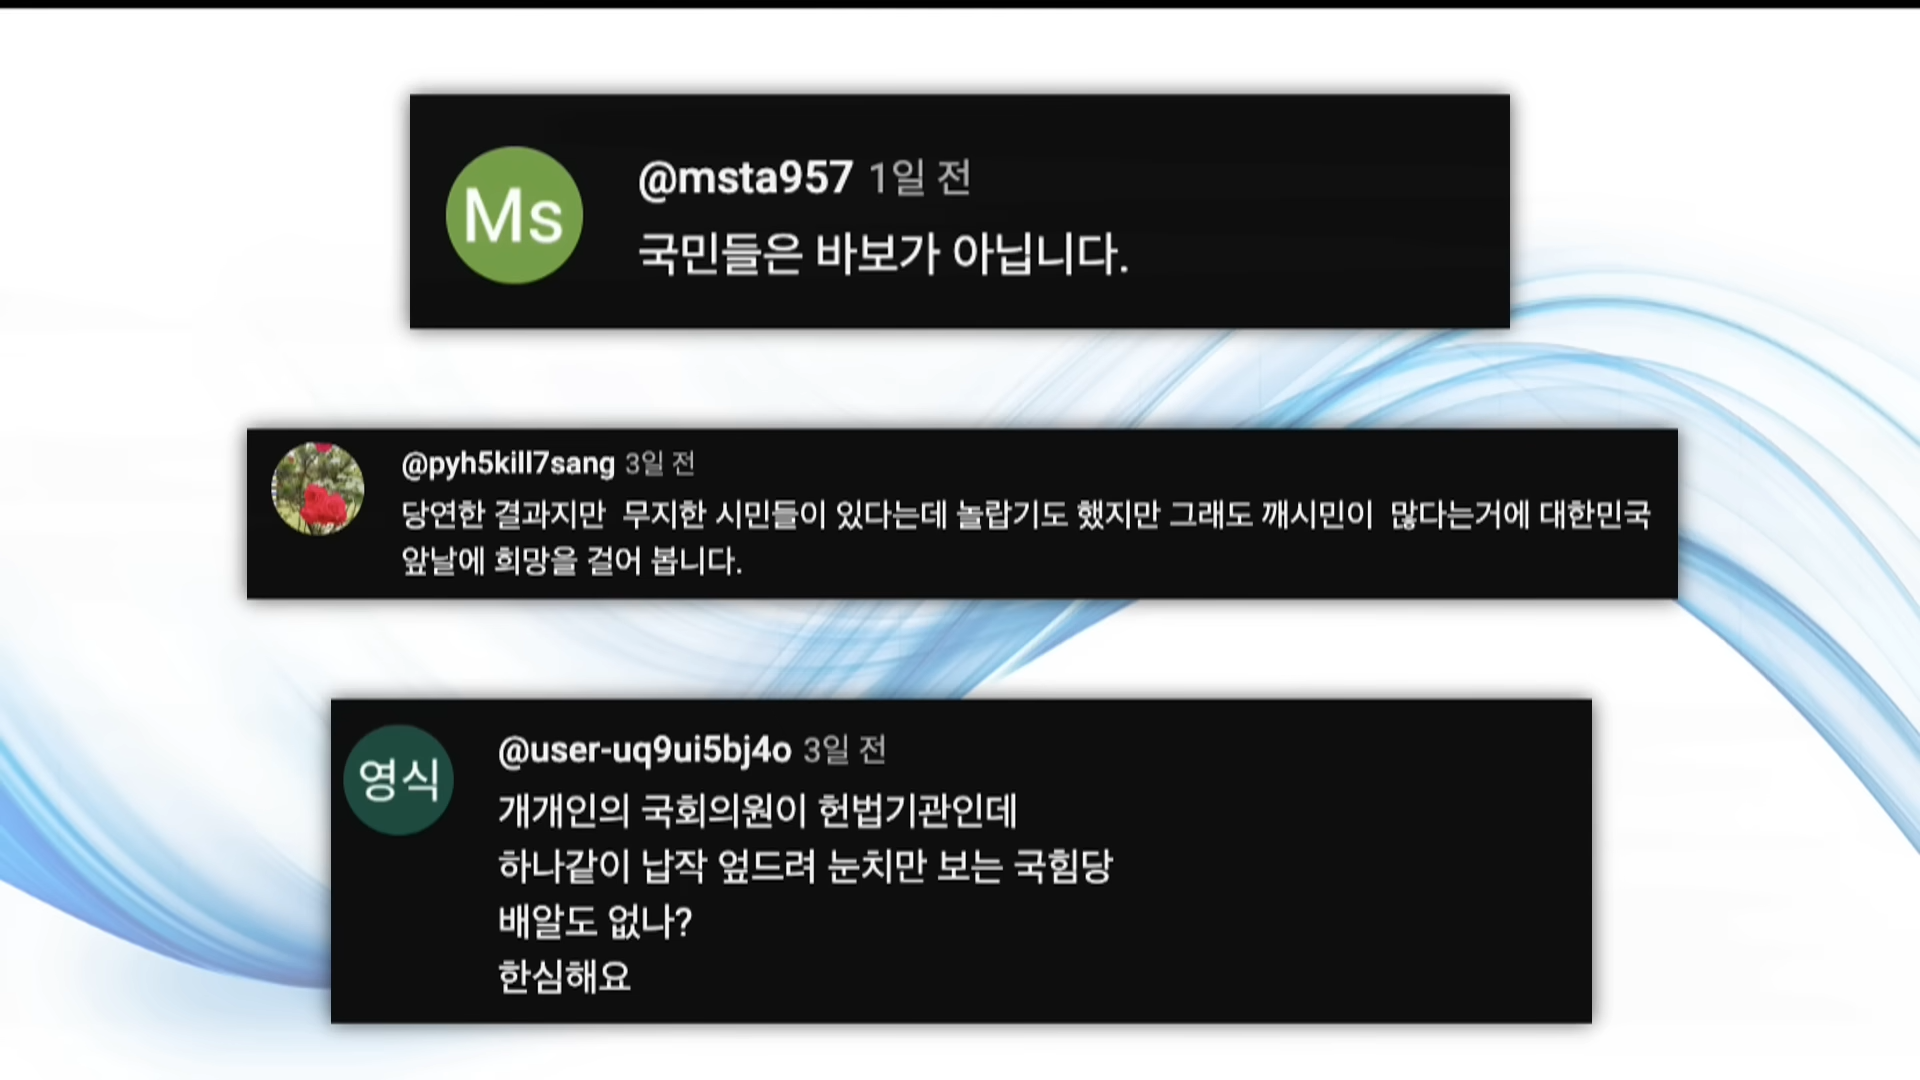 Ms
@msta957 1일 전
국민들은 바보가 아닙니다.
@pyh5kill7sang 3일 전
당연한 결과지만 무지한 시민들이 있다는데 놀랍기도 했지만 그래도 깨시민이 많다는거에 대한민국
앞날에 희망을 걸어 봅니다.
영식
@user-uq9ui5bj4o 3일 전
개개인의 국회의원이 헌법기관인데
하나같이 납작 엎드려 눈치만 보는 국힘당
배알도 없나?
한심해요